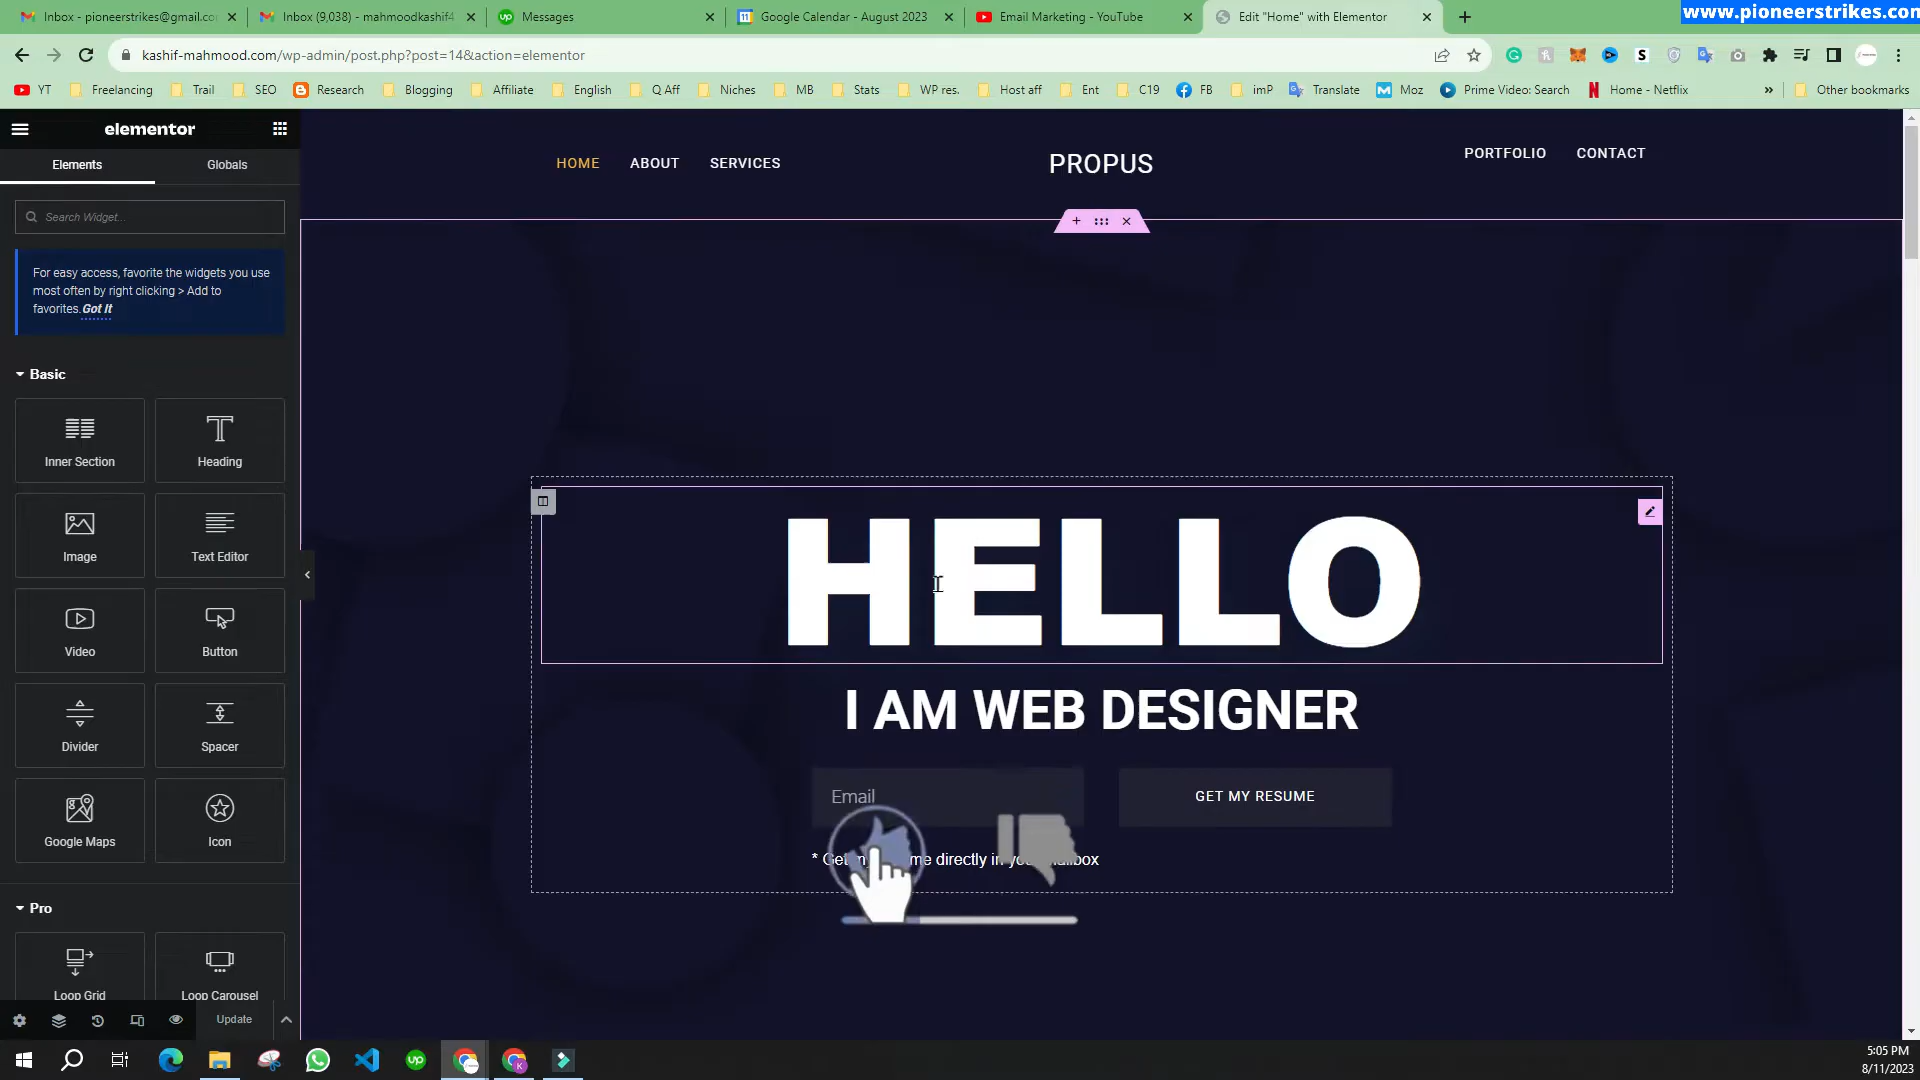 Inbox - pioneerstrikes@gmail.co
Inbox (9,038) - mahmoodkashif4
Messages
Google Calendar - August 2023
Email Marketing - YouTube
Edit "Home" with Elementor
www.pioneerstrikes.com
kashif-mahmood.com/wp-admin/post.php?post=14&action=elementor
YT
Freelancing
Trail
SEO
Research
Blogging
Affiliate
English
Q Aff
Niches
MB
Stats
WP res.
Host aff
Ent
C19
FB
imP
Translate
Moz
Prime Video: Search
Home - Netflix
Other bookmarks
elementor
Elements
Globals
Search Widget...
For easy access, favorite the widgets you use
most often by right clicking > Add to
favorites. Got It
Basic
Inner Section
Heading
Image
Text Editor
Video
Button
Divider
Spacer
Google Maps
Icon
Pro
Loop Grid
Loop Carousel
Update
HOME
ABOUT
SERVICES
PROPUS
PORTFOLIO
CONTACT
HELLO
I AM WEB DESIGNER
Email
GET MY RESUME
* Get directly in
5:05 PM
8/11/2023